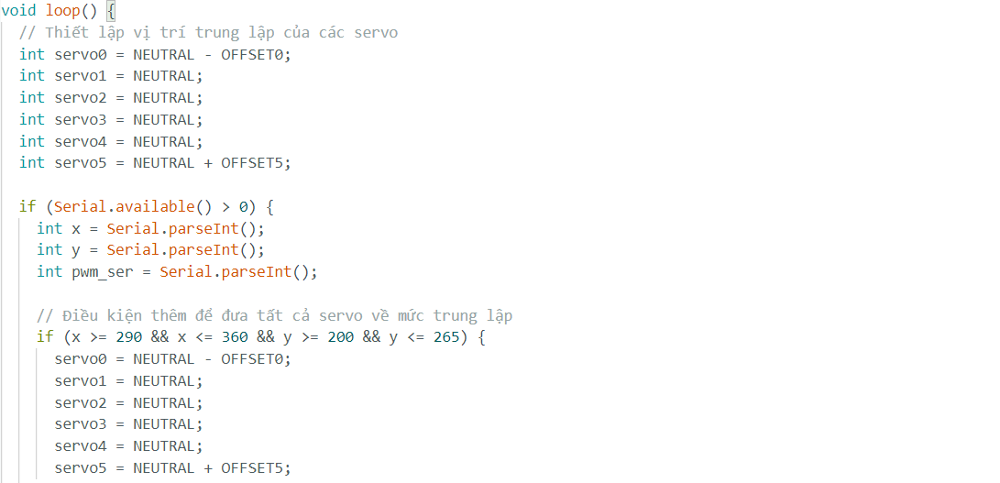 void loop() {
// Thiết lập vị trí trung lập của các servo
int servo0 = NEUTRAL - OFFSET0;
int servo1 = NEUTRAL;
int servo2 = NEUTRAL;
int servo3 = NEUTRAL;
int servo4 = NEUTRAL;
int servo5 = NEUTRAL + OFFSET5;
if (Serial.available() > 0) {
int x = Serial.parseInt();
int y = Serial.parseInt();
int pwm_ser = Serial.parseInt();
// Điều kiện thêm để đưa tất cả servo về mức trung lập
if (x >= 290 && x <= 360 && y >= 200 && y <= 265) {
servo0 = NEUTRAL - OFFSET0;
servo1 = NEUTRAL;
servo2 = NEUTRAL;
servo3 = NEUTRAL;
servo4 = NEUTRAL;
servo5 = NEUTRAL + OFFSET5;